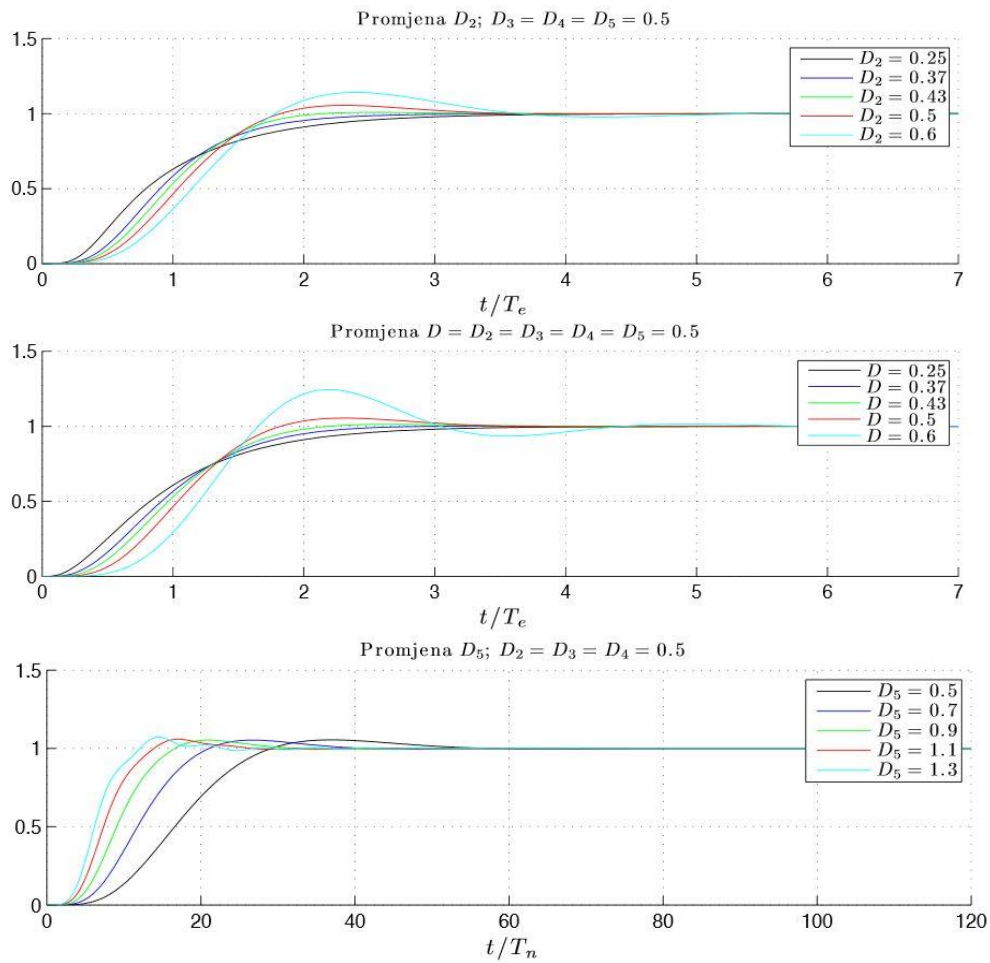 Promjena D₂; D₃ = D₄ = D₅ = 0.5
1.5
1
0.5
0
D₂ = 0.25
D₂ = 0.37
D₂ = 0.43
D₂ = 0.5
D₂ = 0.6
0 1 2 3 4 5 6 7
t/Tₑ
Promjena D = D₂ = D₃ = D₄ = D₅ = 0.5
1.5
1
0.5
0
D = 0.25
D = 0.37
D = 0.43
D = 0.5
D = 0.6
0 1 2 3 4 5 6 7
t/Tₑ
Promjena D₅; D₂ = D₃ = D₄ = 0.5
1.5
1
0.5
0
D₅ = 0.5
D₅ = 0.7
D₅ = 0.9
D₅ = 1.1
D₅ = 1.3
0 20 40 60 80 100 120
t/Tₙ